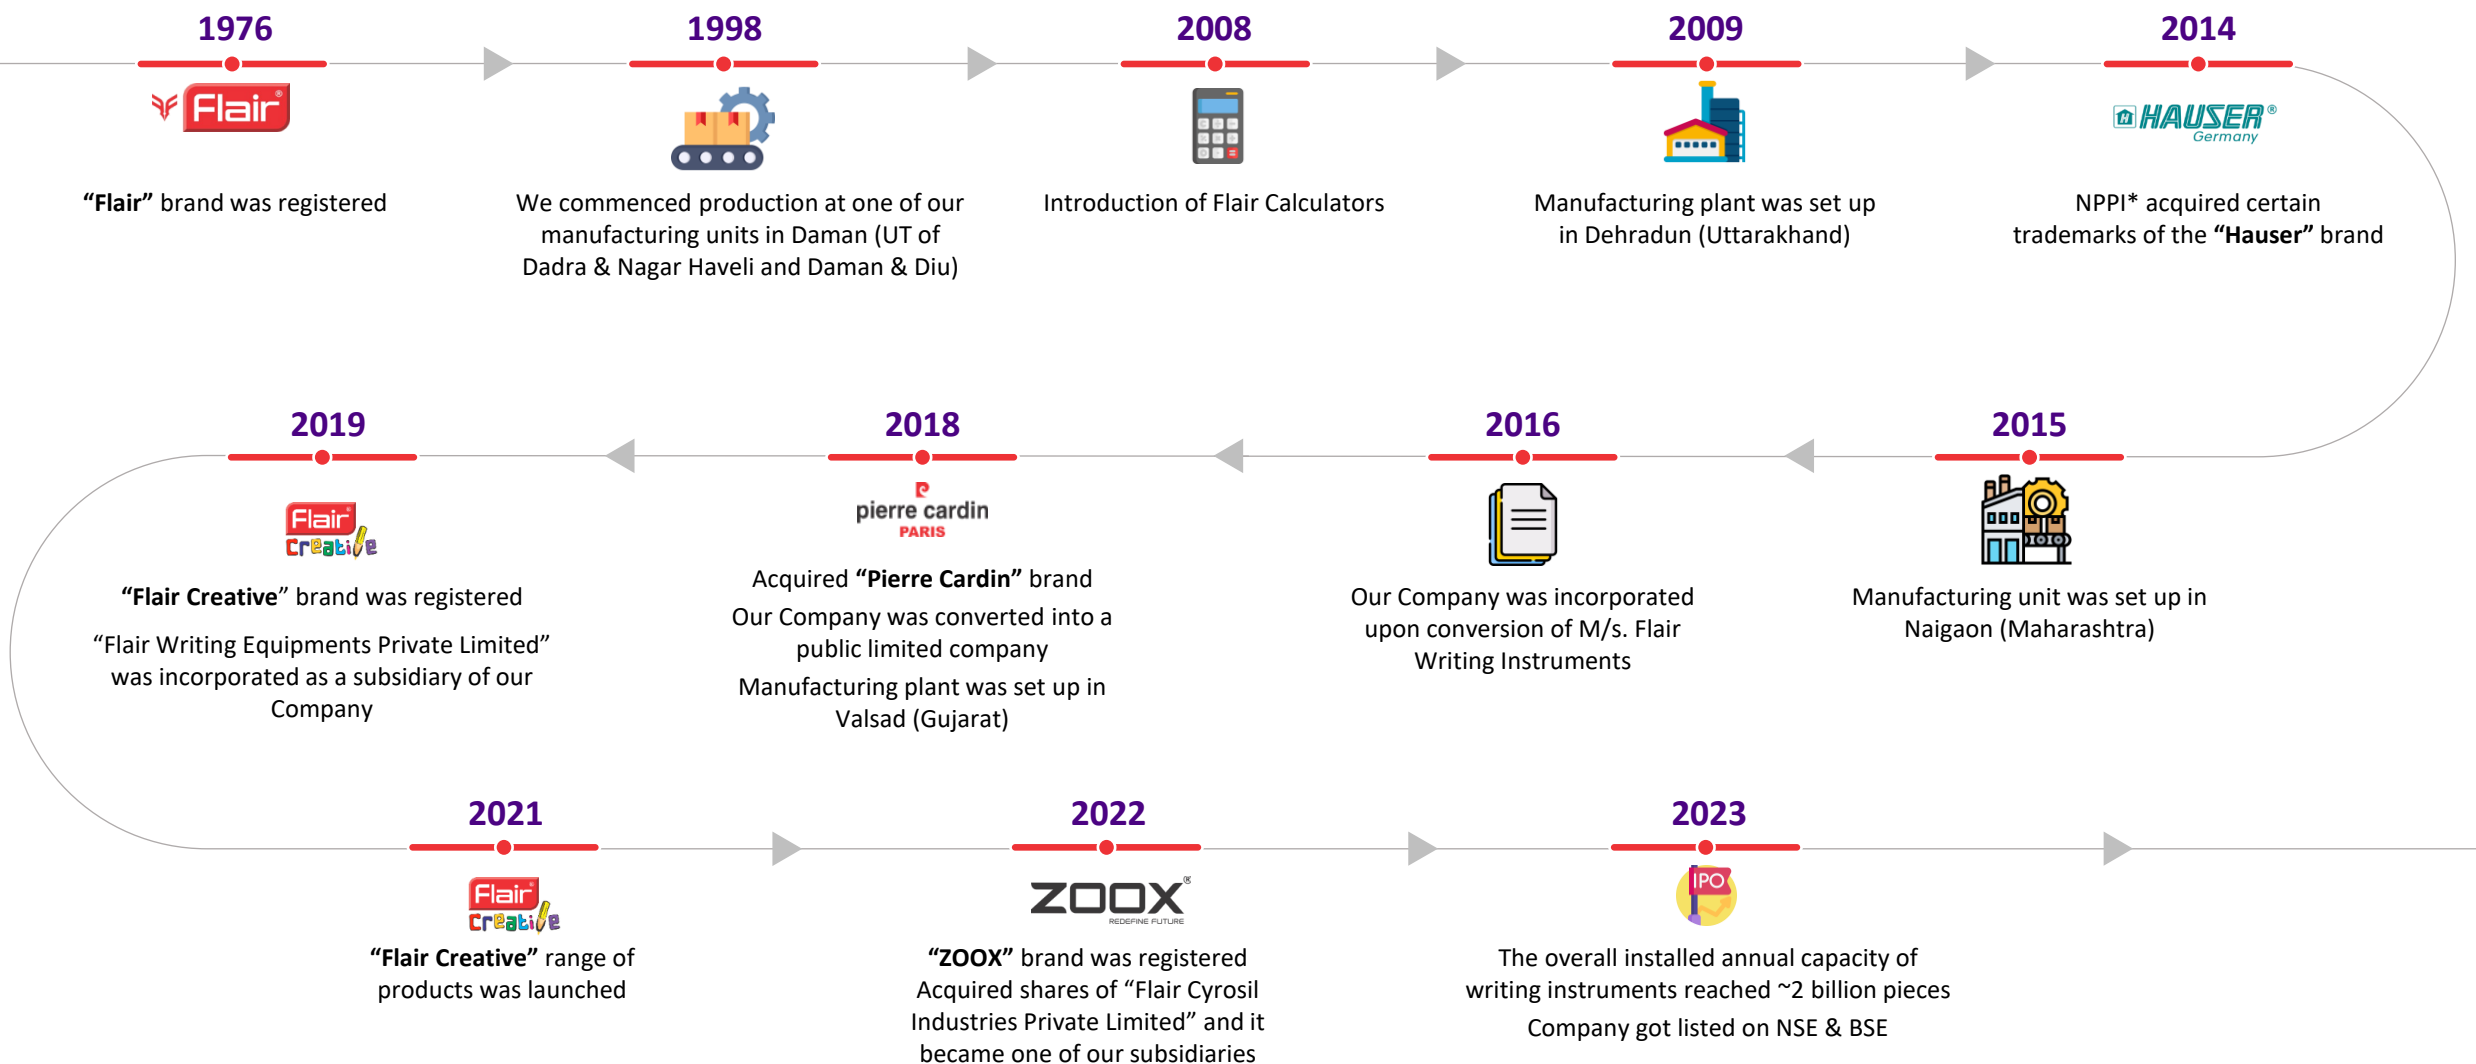 1976
1998
2008
2009
2014
Flair®
HAUSER®
Germany
“Flair” brand was registered
We commenced production at one of our
manufacturing units in Daman (UT of
Dadra & Nagar Haveli and Daman & Diu)
Introduction of Flair Calculators
Manufacturing plant was set up
in Dehradun (Uttarakhand)
NPPI* acquired certain
trademarks of the “Hauser” brand
2019
2018
2016
2015
Flair
Creative
pierre cardin
PARIS
“Flair Creative” brand was registered
“Flair Writing Equipments Private Limited”
was incorporated as a subsidiary of our
Company
Acquired “Pierre Cardin” brand
Our Company was converted into a
public limited company
Manufacturing plant was set up in
Valsad (Gujarat)
Our Company was incorporated
upon conversion of M/s. Flair
Writing Instruments
Manufacturing unit was set up in
Naigaon (Maharashtra)
2021
2022
2023
Flair
Creative
ZOOX®
REDEFINE FUTURE
IPO
“Flair Creative” range of
products was launched
“ZOOX” brand was registered
Acquired shares of “Flair Cyrosil
Industries Private Limited” and it
became one of our subsidiaries
The overall installed annual capacity of
writing instruments reached ~2 billion pieces
Company got listed on NSE & BSE